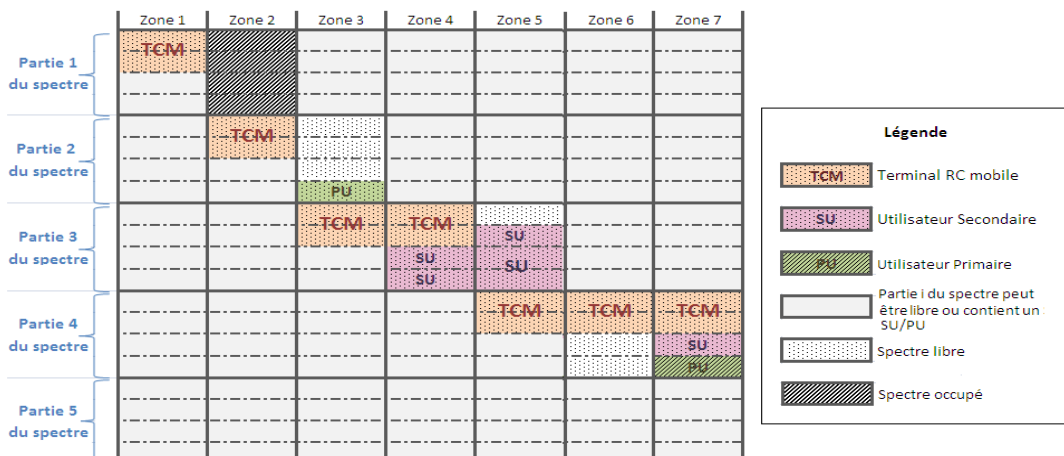 Zone 1 Zone 2 Zone 3 Zone 4 Zone 5 Zone 6 Zone 7
Partie 1
du spectre
TCM
Partie 2
du spectre
TCM
PU
Partie 3
du spectre
TCM TCM
SU
SU SU
SU
Partie 4
du spectre
TCM TCM TCM
SU
PU
Partie 5
du spectre
Légende
TCM Terminal RC mobile
SU Utilisateur Secondaire
PU Utilisateur Primaire
Partie i du spectre peut
être libre ou contient un
SU/PU
Spectre libre
Spectre occupé